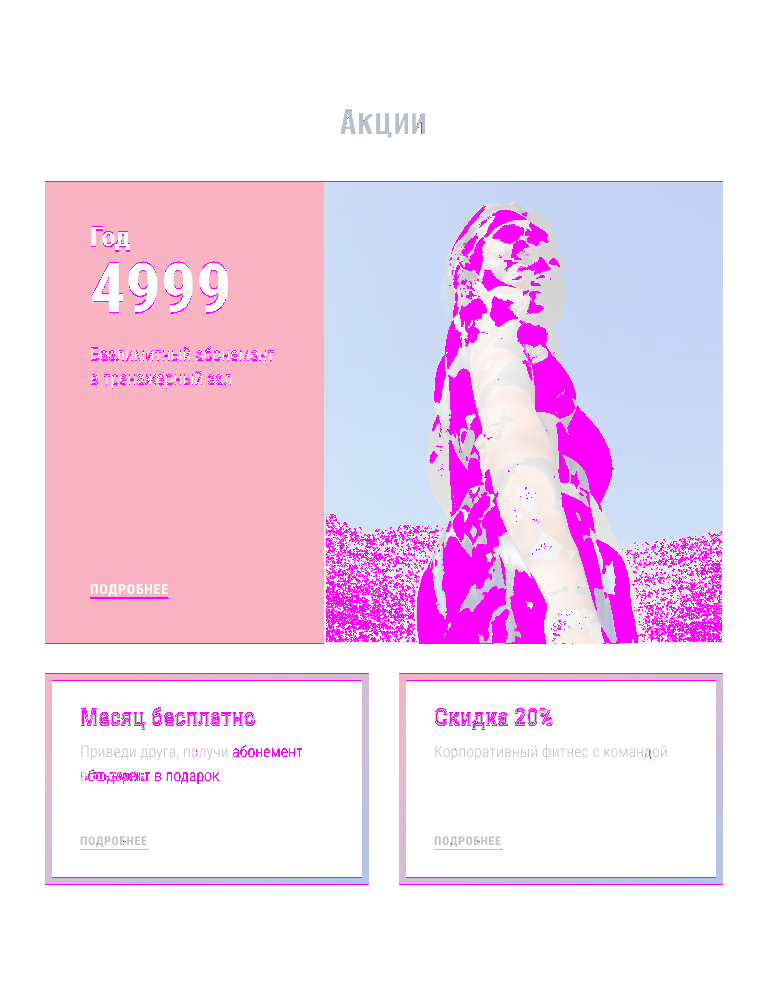 Акции
Год
4999
Безлимитный абонемент
в тренажерный зал
ПОДРОБНЕЕ
Месяц бесплатно
Приведи друга, получи абонемент
в подарок
ПОДРОБНЕЕ
Скидка 20%
Корпоративный фитнес с командой
ПОДРОБНЕЕ